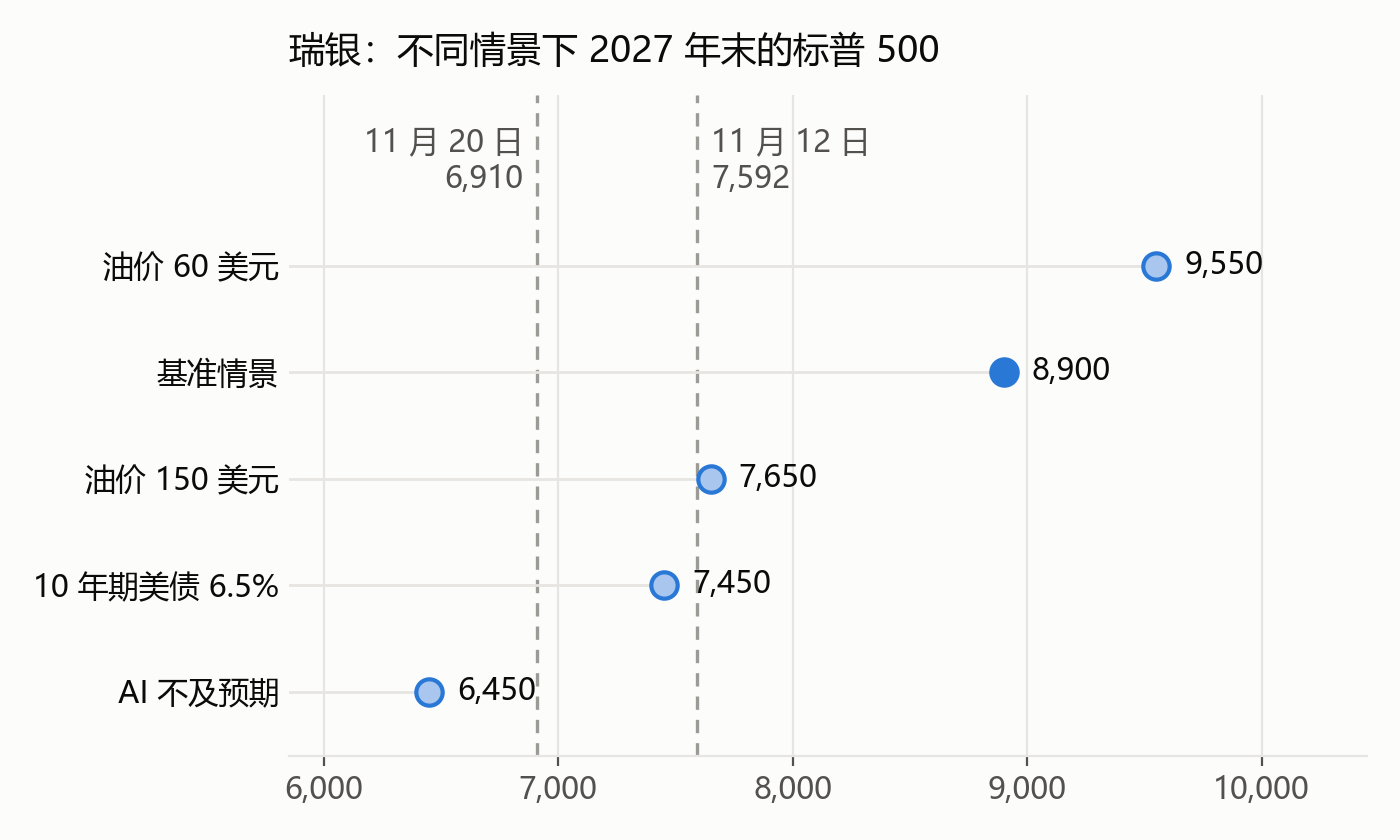 瑞银：不同情景下 2027 年末的标普 500
11 月 20 日
6,910
11 月 12 日
7,592
油价 60 美元
9,550
基准情景
8,900
油价 150 美元
7,650
10 年期美债 6.5%
7,450
AI 不及预期
6,450
6,000
7,000
8,000
9,000
10,000